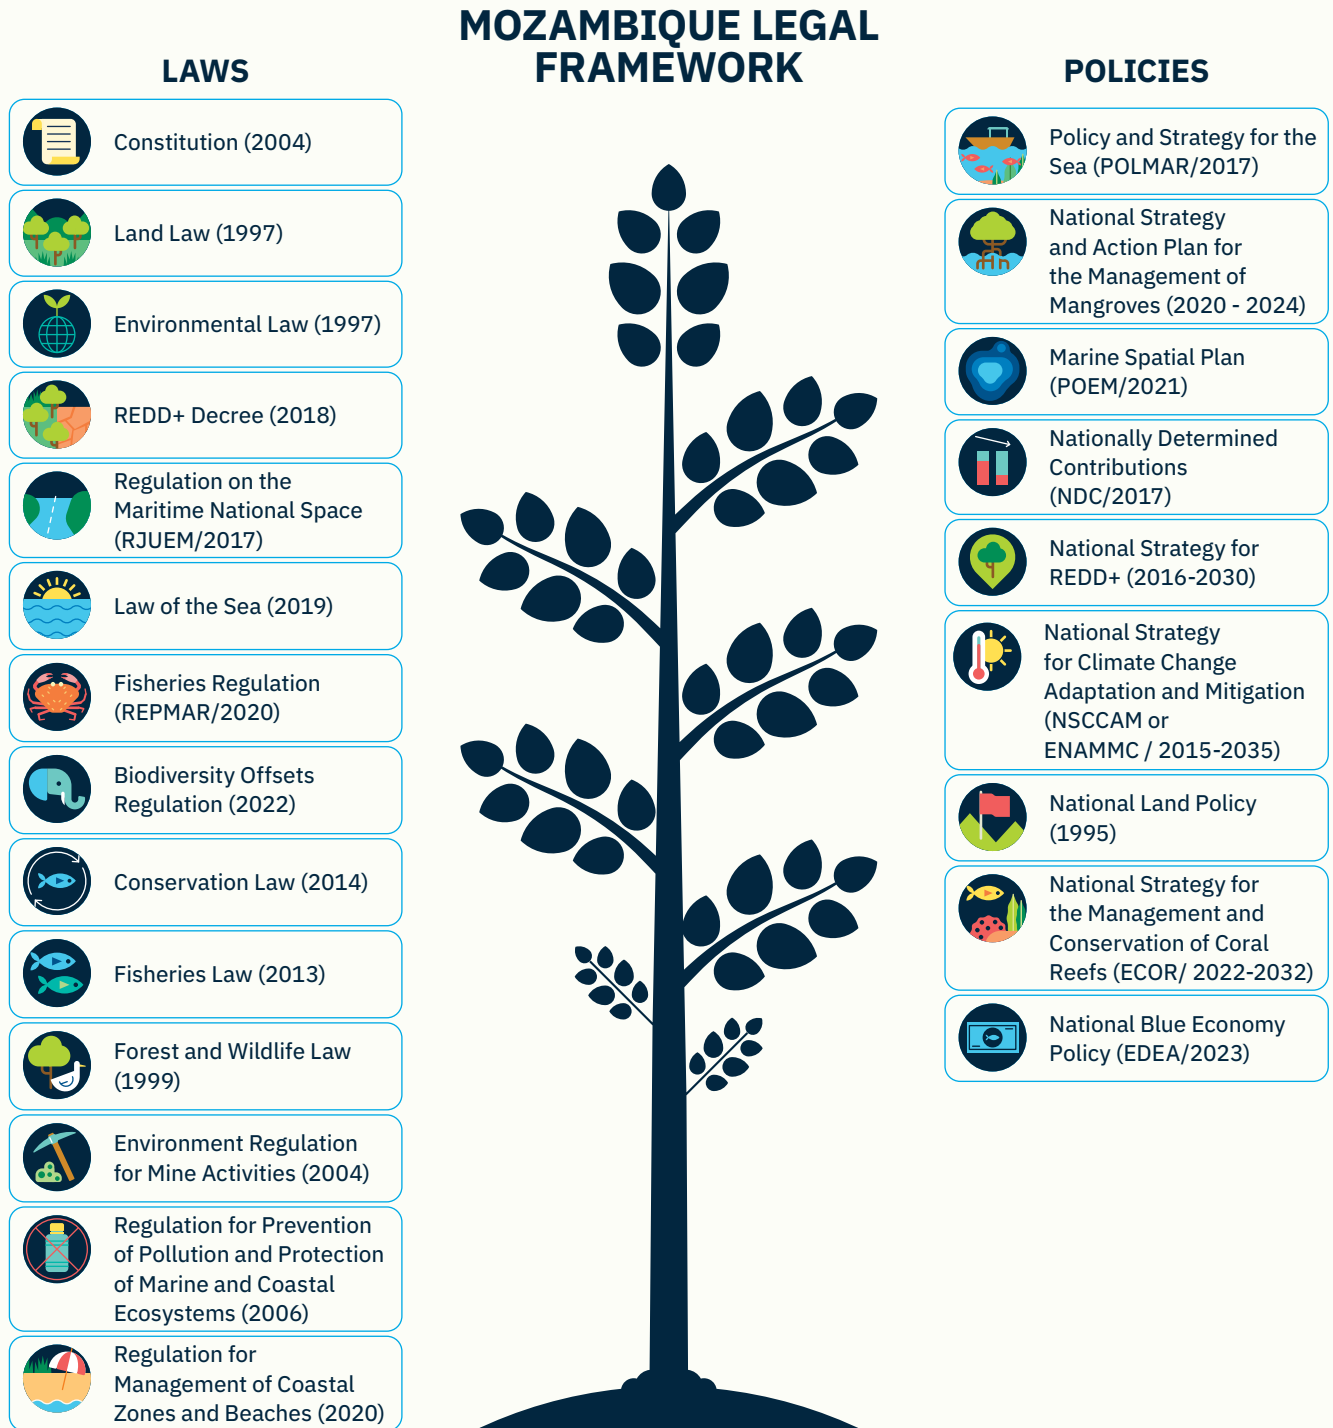 MOZAMBIQUE LEGAL
FRAMEWORK
LAWS
Constitution (2004)
Land Law (1997)
Environmental Law (1997)
REDD+ Decree (2018)
Regulation on the
Maritime National Space
(RJUEM/2017)
Law of the Sea (2019)
Fisheries Regulation
(REPMAR/2020)
Biodiversity Offsets
Regulation (2022)
Conservation Law (2014)
Fisheries Law (2013)
Forest and Wildlife Law
(1999)
Environment Regulation
for Mine Activities (2004)
Regulation for Prevention
of Pollution and Protection
of Marine and Coastal
Ecosystems (2006)
Regulation for
Management of Coastal
Zones and Beaches (2020)
POLICIES
Policy and Strategy for the
Sea (POLMAR/2017)
National Strategy
and Action Plan for
the Management of
Mangroves (2020 - 2024)
Marine Spatial Plan
(POEM/2021)
Nationally Determined
Contributions
(NDC/2017)
National Strategy for
REDD+ (2016-2030)
National Strategy
for Climate Change
Adaptation and Mitigation
(NSCCAM or
ENAMMC / 2015-2035)
National Land Policy
(1995)
National Strategy for
the Management and
Conservation of Coral
Reefs (ECOR/ 2022-2032)
National Blue Economy
Policy (EDEA/2023)